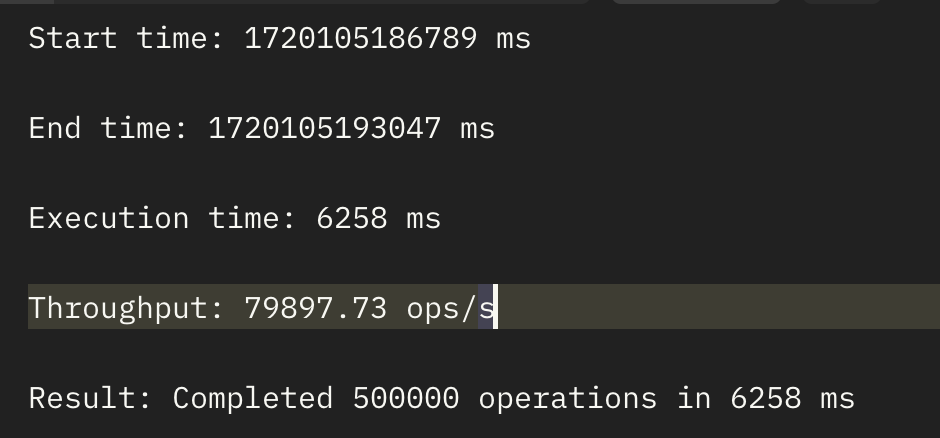 Start time: 1720105186789 ms
End time: 1720105193047 ms
Execution time: 6258 ms
Throughput: 79897.73 ops/s
Result: Completed 500000 operations in 6258 ms